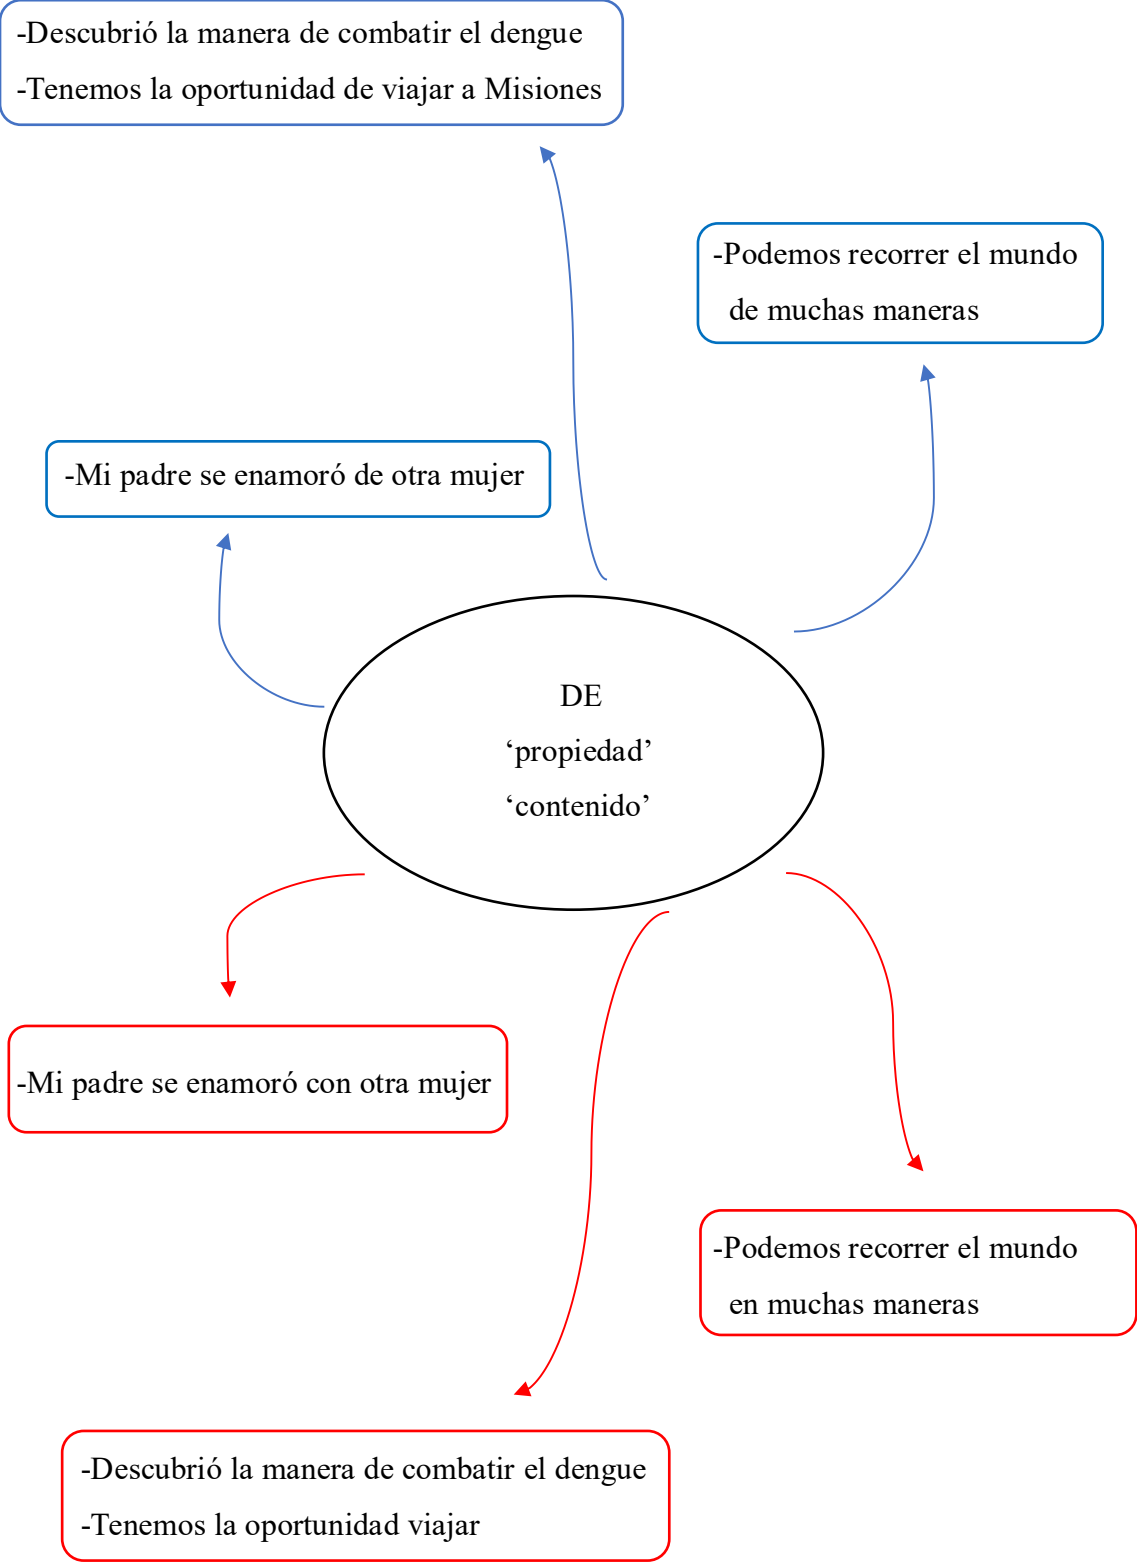 -Descubrió la manera de combatir el dengue
-Tenemos la oportunidad de viajar a Misiones
-Podemos recorrer el mundo
de muchas maneras
-Mi padre se enamoró de otra mujer
DE
‘propiedad’
‘contenido’
-Mi padre se enamoró con otra mujer
-Podemos recorrer el mundo
en muchas maneras
-Descubrió la manera de combatir el dengue
-Tenemos la oportunidad viajar